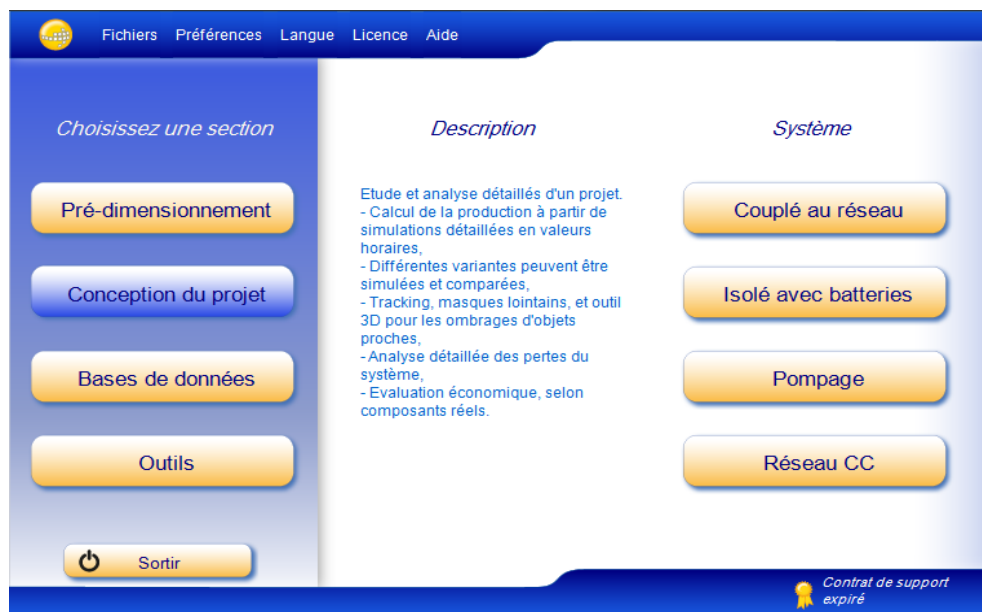 Fichiers Préférences Langue Licence Aide
Choisissez une section
Pré-dimensionnement
Conception du projet
Bases de données
Outils
Sortir
Description
Etude et analyse détaillés d'un projet.
- Calcul de la production à partir de
simulations détaillées en valeurs
horaires,
- Différentes variantes peuvent être
simulées et comparées,
- Tracking, masques lointains, et outil
3D pour les ombrages d'objets
proches,
- Analyse détaillée des pertes du
système,
- Evaluation économique, selon
composants réels.
Système
Couplé au réseau
Isolé avec batteries
Pompage
Réseau CC
Contrat de support
expiré